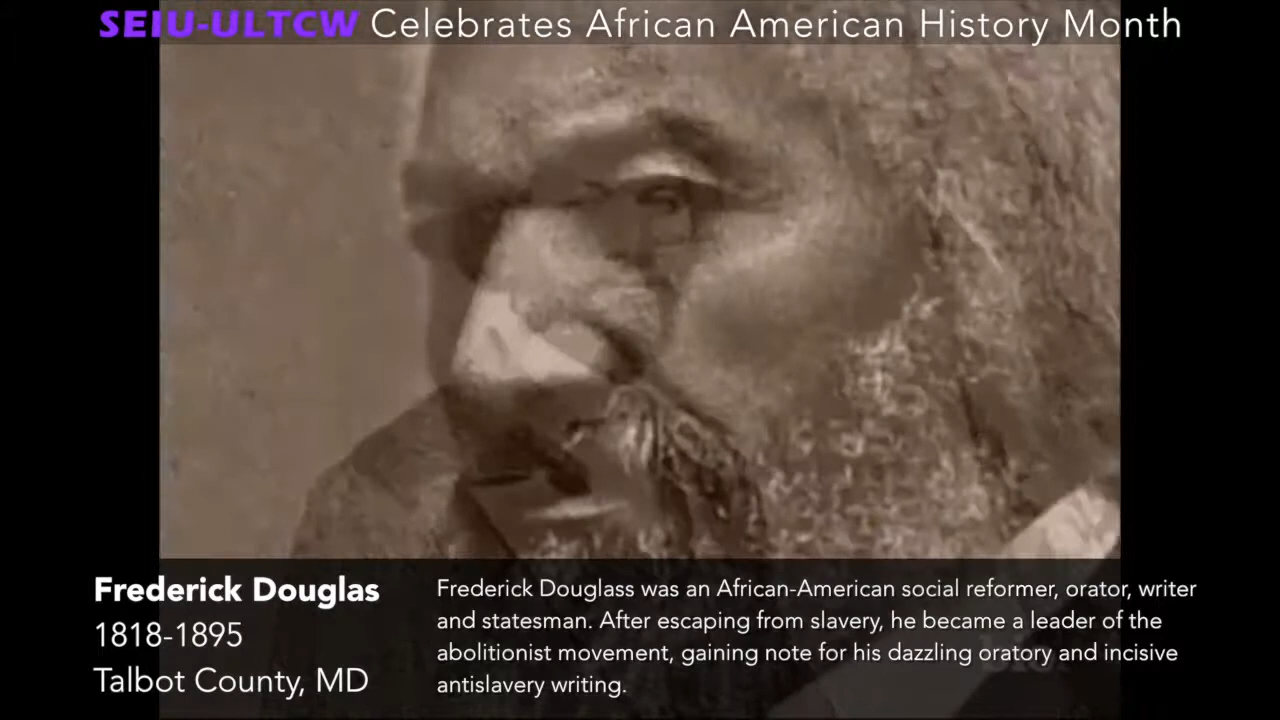 SEIU-ULTCW Celebrates African American History Month
Frederick Douglas
1818-1895
Talbot County, MD
Frederick Douglass was an African-American social reformer, orator, writer
and statesman. After escaping from slavery, he became a leader of the
abolitionist movement, gaining note for his dazzling oratory and incisive
antislavery writing.